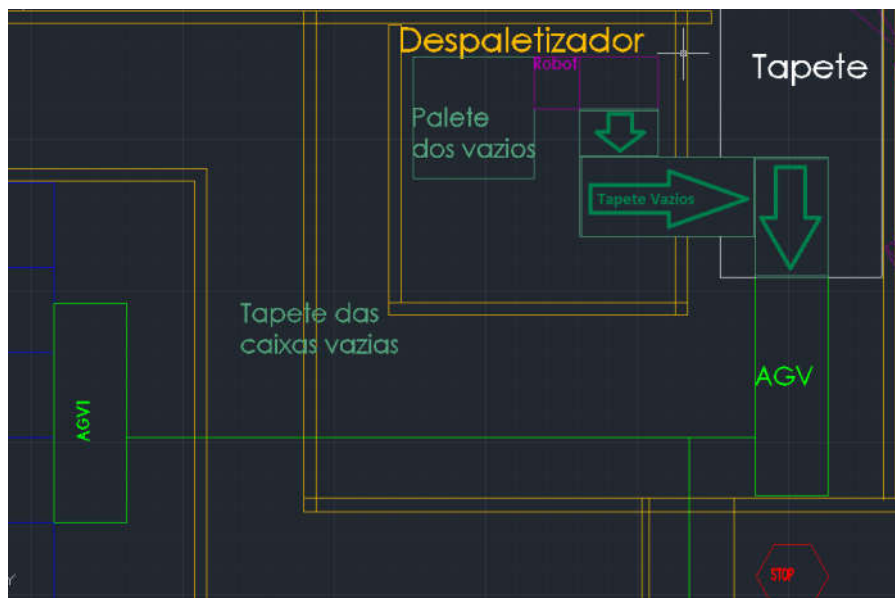 Despaletizador
Robot
Tapete
Palete
dos vazios
Tapete Vazios
Tapete das
caixas vazias
AGV
AGV1
STOP
Y